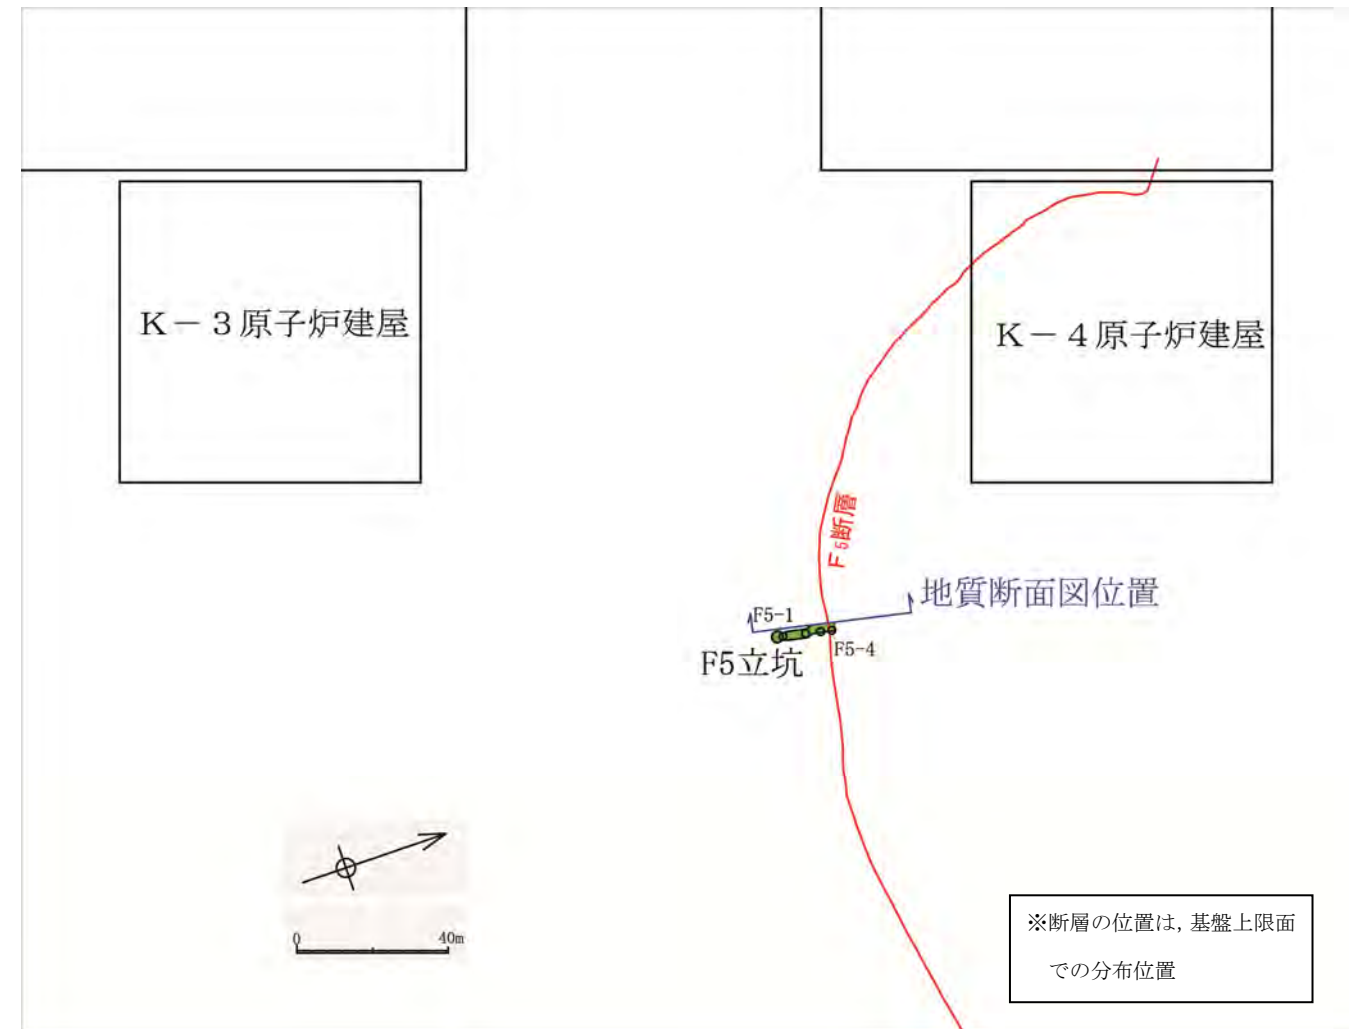 K－3原子炉建屋
K－4原子炉建屋
F5断層
地質断面図位置
F5-1
F5-4
F5立坑
0 40m
※断層の位置は，基盤上限面
での分布位置